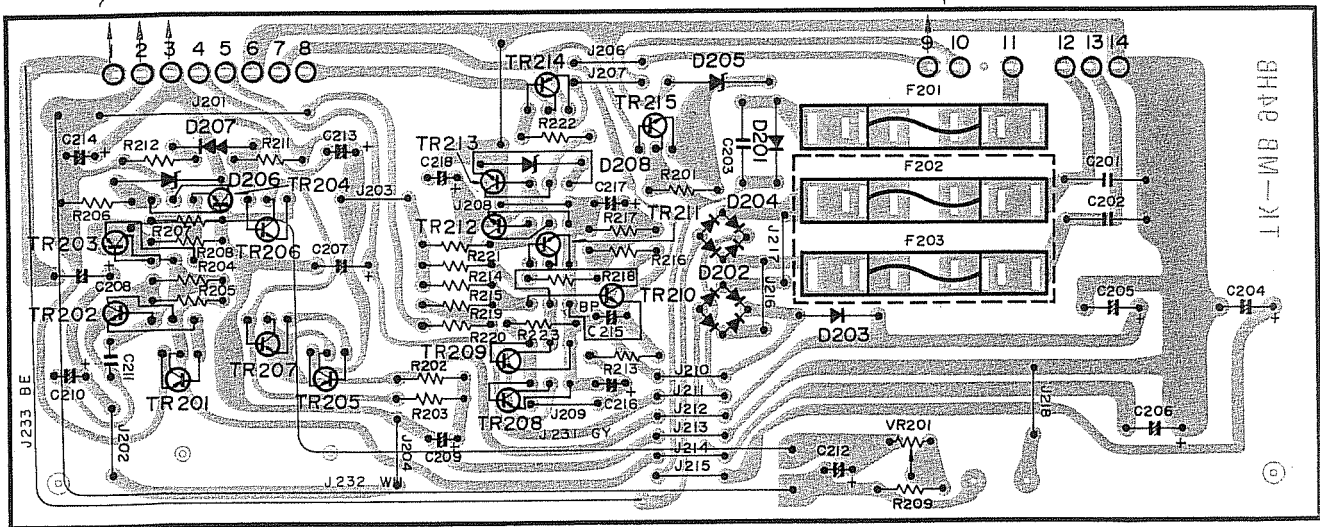 1 2 3 4 5 6 7 8 9 10 11 12 13 14
TR214 J206 D205
J207
F201
J201
TR215
C214 D207 C213 TR213 R222 C203 D201
R212 R211
D208
C218
F202
C201
D206 TR204 J203 R201
C217 TR211 D204
R206 J208
R217
C202
R207 TR212
TR203 R208 TR206 R221 R216 J217 F203
R204 C207 R214 R218 D202
C208 R205 R215 TR210 J216 C205 C204
BP
TR202 R219 C215
R220 R223 D203
TR209
C211 TR207 R202 R213 J210
C210 C216 J211 J218
TR201 TR205 R203 TR208 J209 J212 C206
J231 GY J213 VR201
J202 J204 C209 J214 C212
J215
J232 WH R209
J233 BE
TK-MB 94HB